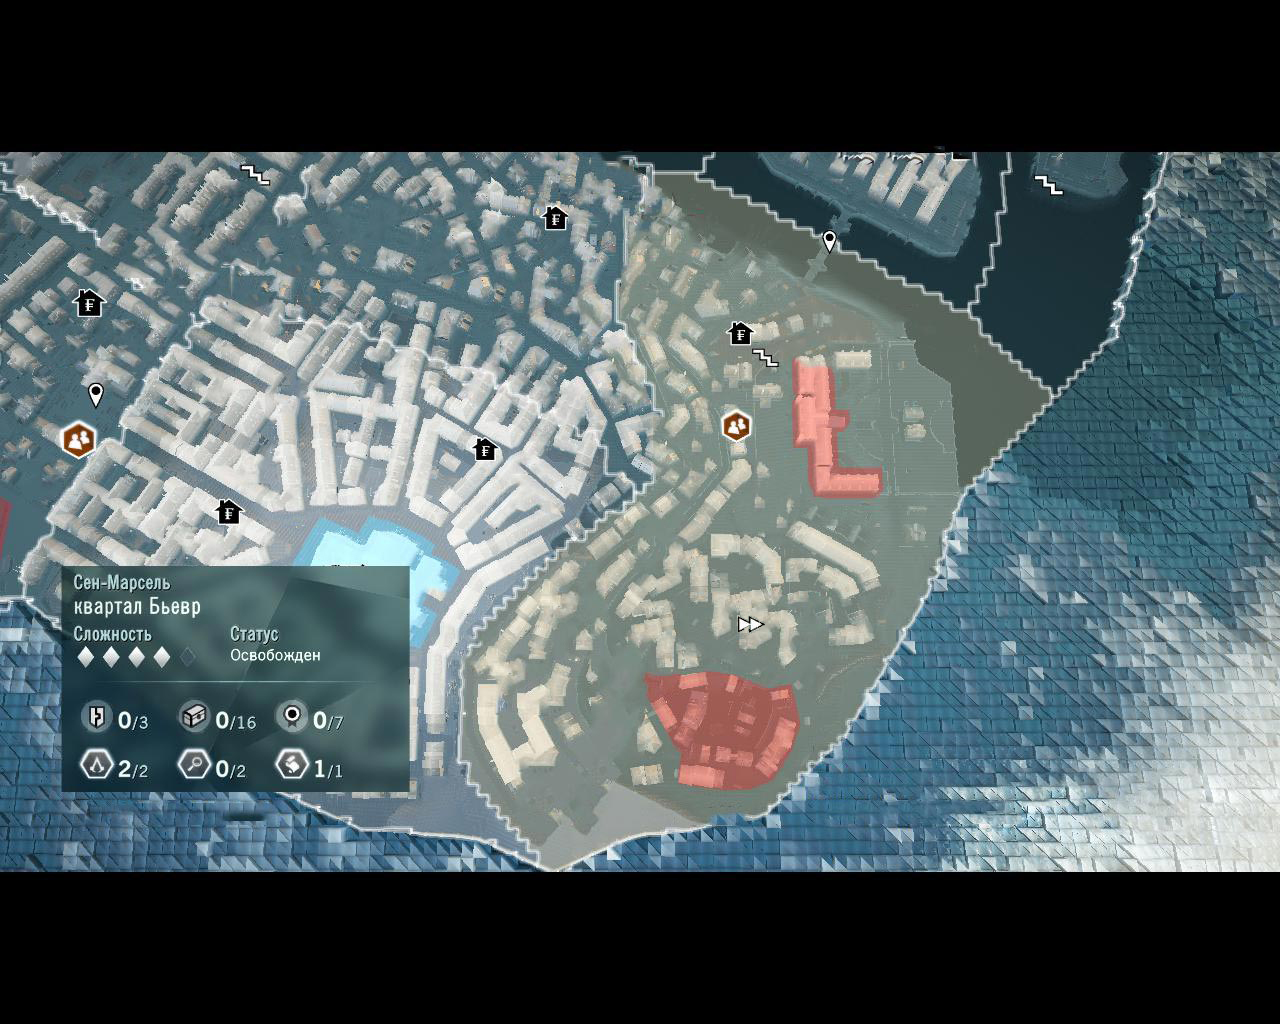 Сен-Марсель
квартал Бьевр
Сложность Статус
Освобожден
0/3 0/16 0/7
2/2 0/2 1/1